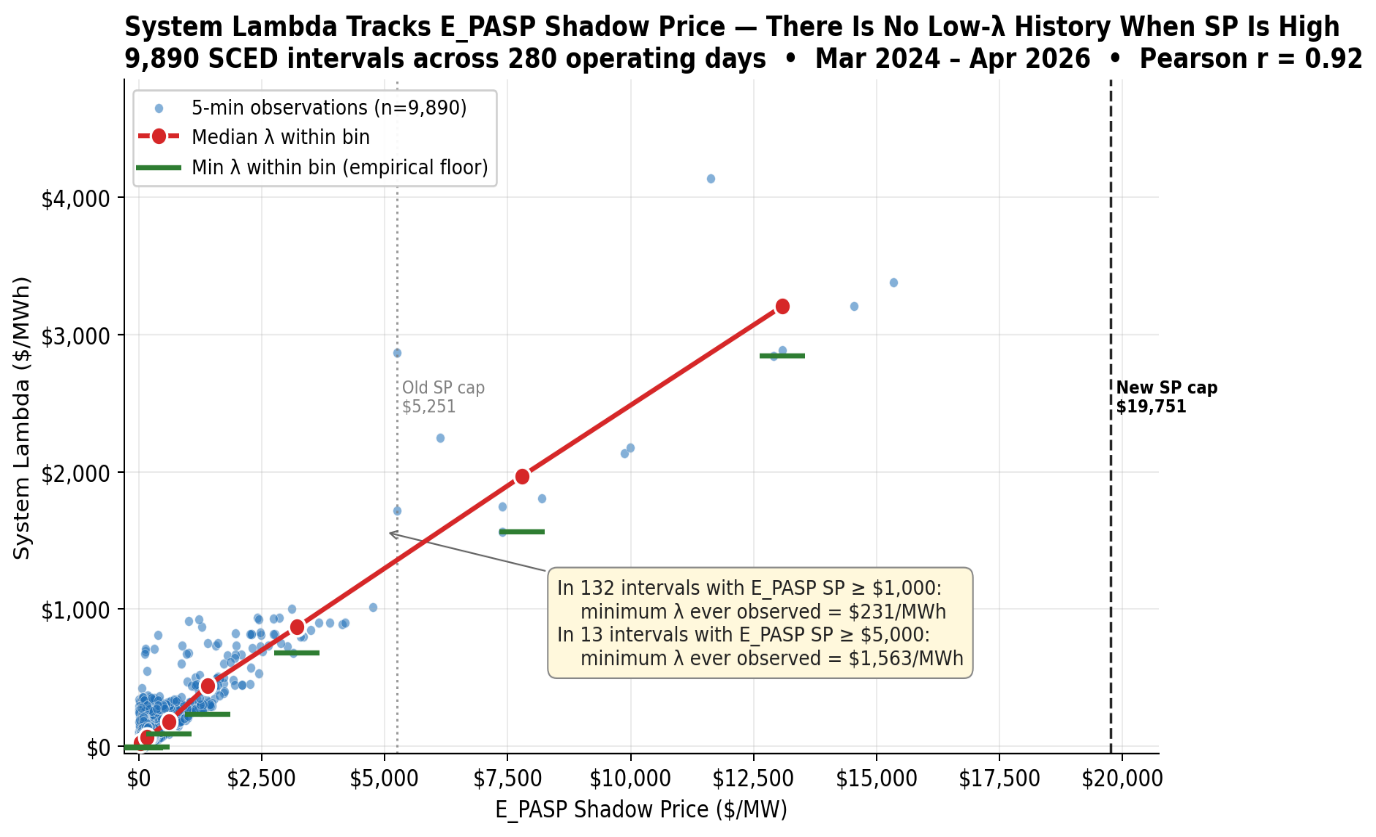 System Lambda Tracks E_PASP Shadow Price — There Is No Low-λ History When SP Is High
9,890 SCED intervals across 280 operating days • Mar 2024 – Apr 2026 • Pearson r = 0.92
5-min observations (n=9,890)
Median λ within bin
Min λ within bin (empirical floor)
$4,000
$3,000
$2,000
$1,000
$0
System Lambda ($/MWh)
Old SP cap
$5,251
New SP cap
$19,751
In 132 intervals with E_PASP SP ≥ $1,000:
minimum λ ever observed = $231/MWh
In 13 intervals with E_PASP SP ≥ $5,000:
minimum λ ever observed = $1,563/MWh
$0 $2,500 $5,000 $7,500 $10,000 $12,500 $15,000 $17,500 $20,000
E_PASP Shadow Price ($/MW)